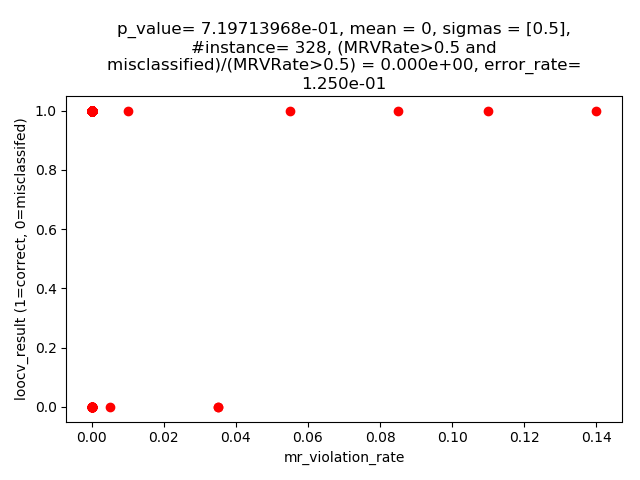 p_value= 7.19713968e-01, mean = 0, sigmas = [0.5],
#instance= 328, (MRVRate>0.5 and
misclassified)/(MRVRate>0.5) = 0.000e+00, error_rate=
1.250e-01
1.0
0.8
0.6
0.4
0.2
0.0
loocv_result (1=correct, 0=misclassifed)
0.00 0.02 0.04 0.06 0.08 0.10 0.12 0.14
mr_violation_rate